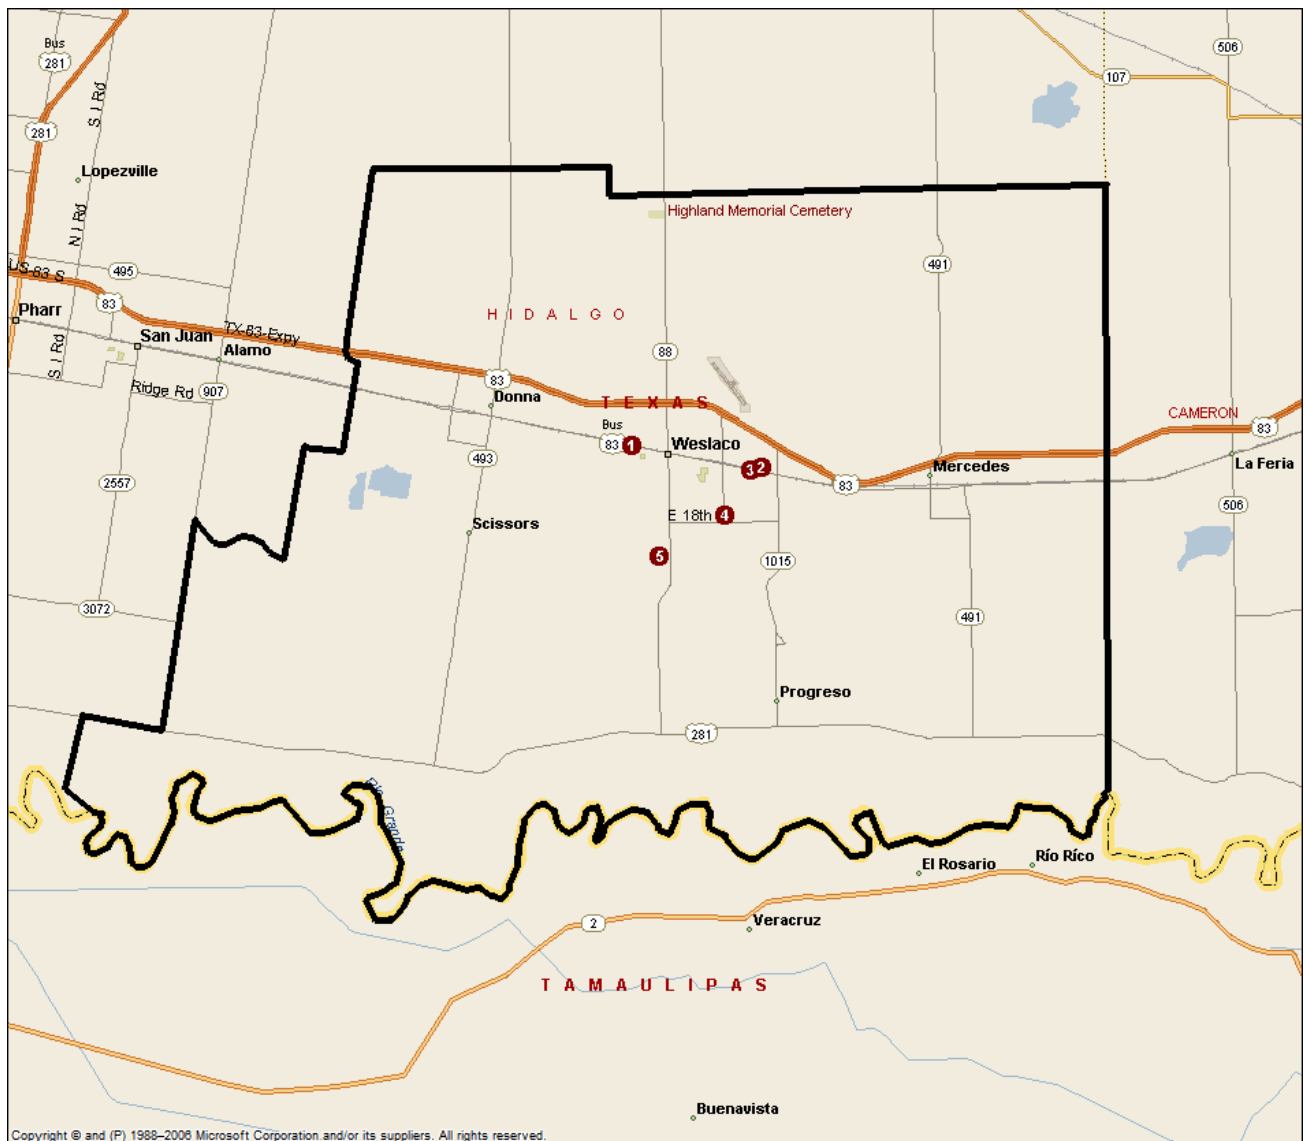 Bus
281
506
107
S I Rd
281
Lopezville
Highland Memorial Cemetery
N I Rd
495
491
US-83 S
83
Pharr
HIDALGO
San Juan
TX-83-Expy
Alamo
S I Rd
88
Ridge Rd
907
83
Donna
TEXAS
CAMERON
Bus
83
1
Weslaco
83
493
3
2
Mercedes
La Feria
2557
83
506
E 18th
4
Scissors
5
1015
3072
491
Progreso
281
Rio Grande
El Rosario
Río Ríco
2
Veracruz
TAMAULIPAS
Buenavista
Copyright © and (P) 1988–2006 Microsoft Corporation and/or its suppliers. All rights reserved.